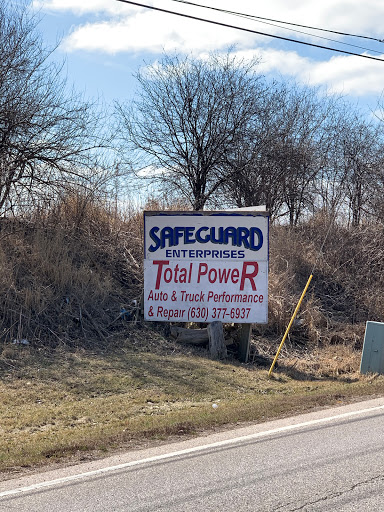 SAFEGUARD
ENTERPRISES
Total PoweR
Auto & Truck Performance
& Repair (630) 377-6937